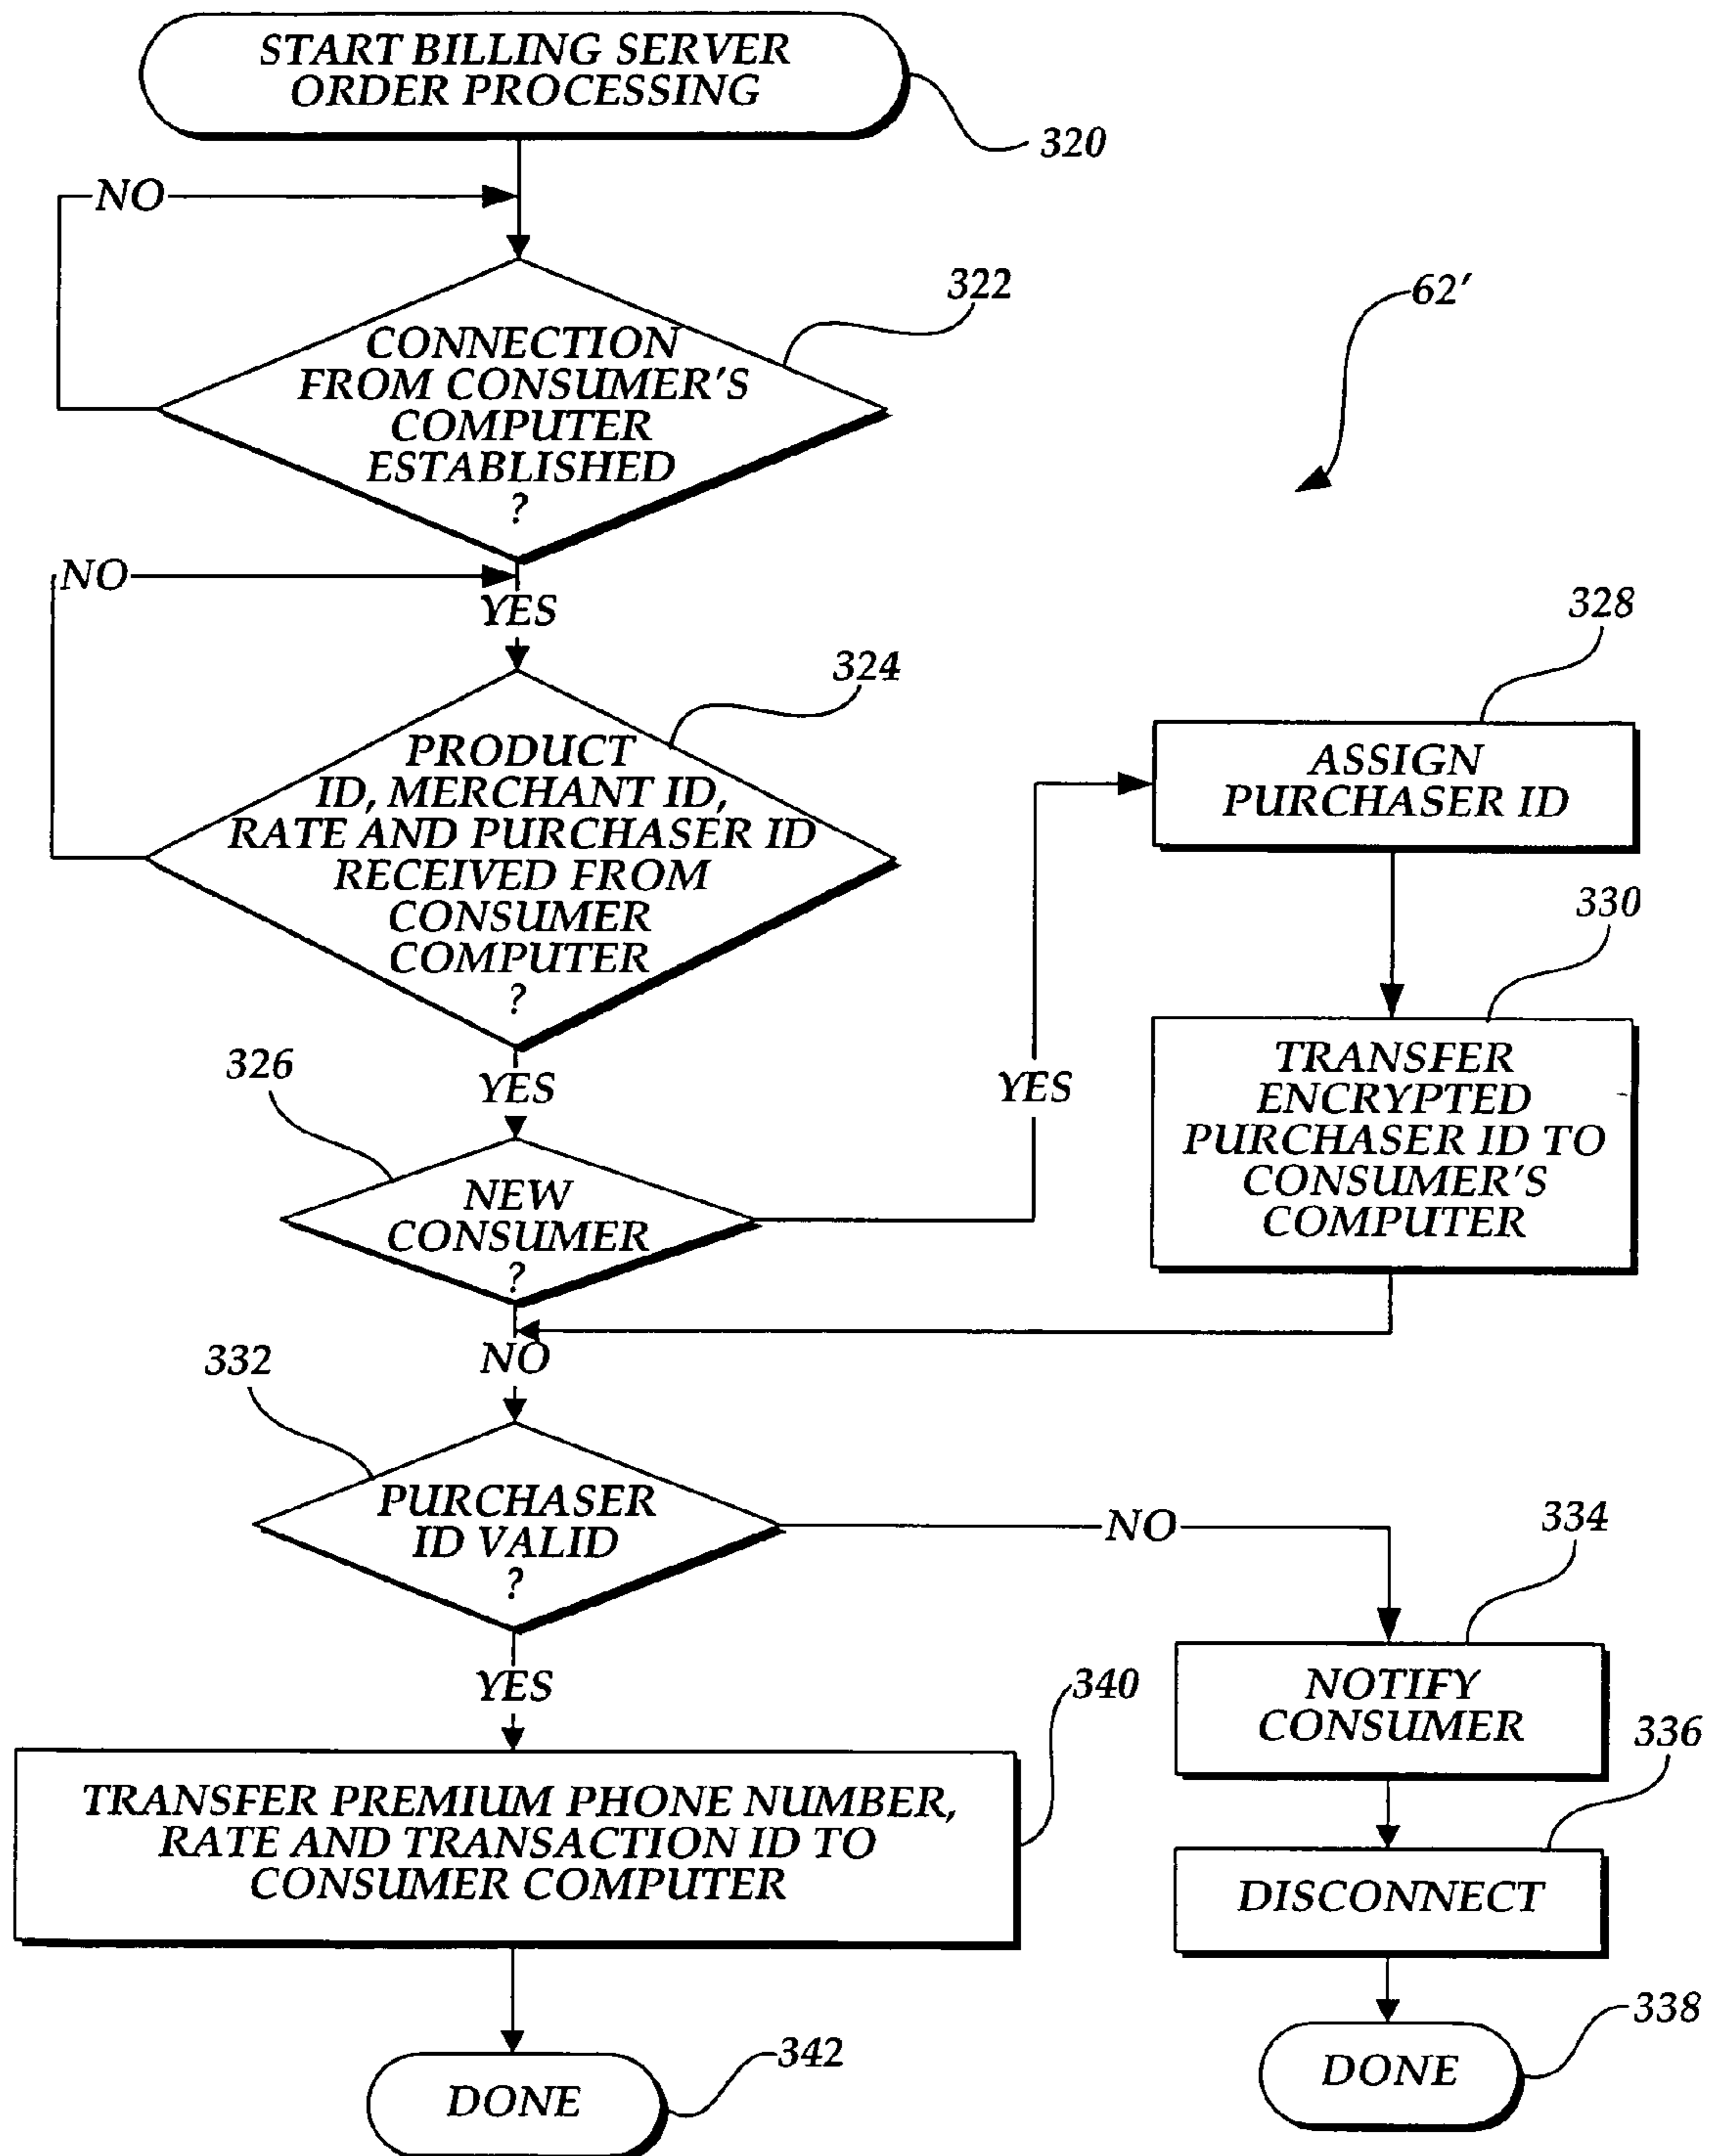 START BILLING SERVER
ORDER PROCESSING
320
NO
322
62'
CONNECTION
FROM CONSUMER'S
COMPUTER
ESTABLISHED
?
NO
YES
328
324
PRODUCT
ID, MERCHANT ID,
RATE AND PURCHASER ID
RECEIVED FROM
CONSUMER
COMPUTER
?
ASSIGN
PURCHASER ID
330
326
YES
YES
TRANSFER
ENCRYPTED
PURCHASER ID TO
CONSUMER'S
COMPUTER
NEW
CONSUMER
?
NO
332
PURCHASER
ID VALID
?
NO
334
YES
340
NOTIFY
CONSUMER
336
TRANSFER PREMIUM PHONE NUMBER,
RATE AND TRANSACTION ID TO
CONSUMER COMPUTER
DISCONNECT
338
342
DONE
DONE